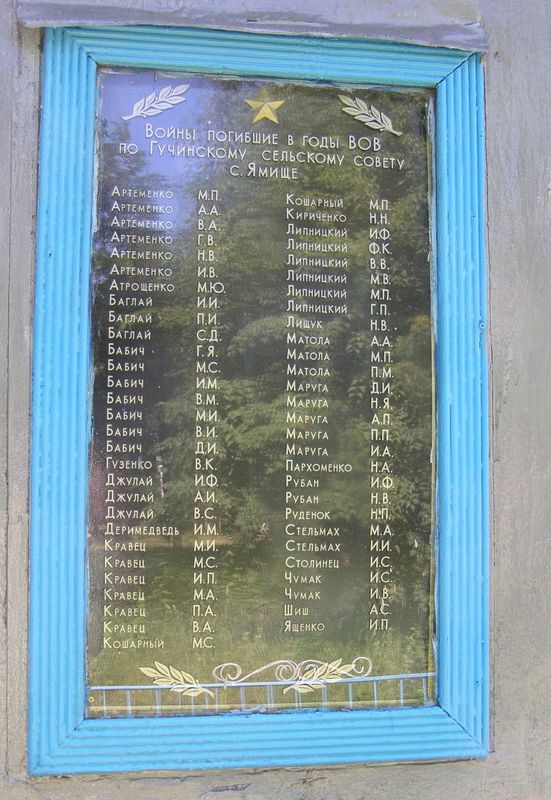 Войны погибшие в годы ВОВ
по Гучинскому сельскому совету
с. Ямище
Артеменко М.П.
Артеменко А.А.
Артеменко В.А.
Артеменко Г.В.
Артеменко Н.В.
Артеменко И.В.
Атрощенко М.Ю.
Баглай И.И.
Баглай П.И.
Баглай С.Д.
Бабич Г.Я.
Бабич М.С.
Бабич И.М.
Бабич В.М.
Бабич М.И.
Бабич В.И.
Бабич Д.И.
Гузенко В.К.
Джулай И.Ф.
Джулай А.И.
Джулай В.С.
Деримедведь И.М.
Кравец М.И.
Кравец М.С.
Кравец И.П.
Кравец М.А.
Кравец П.А.
Кравец В.А.
Кошарный М.С.
Кошарный М.П.
Кириченко Н.Н.
Липницкий И.Ф.
Липницкий Ф.К.
Липницкий В.В.
Липницкий М.В.
Липницкий М.П.
Липницкий Г.П.
Лищук Н.В.
Матола А.А.
Матола М.П.
Матола П.М.
Маруга Д.И.
Маруга Н.Я.
Маруга А.П.
Маруга П.П.
Маруга И.А.
Пархоменко Н.А.
Рубан И.Ф.
Рубан Н.В.
Руденок Н.П.
Стельмах М.А.
Стельмах И.И.
Столинец И.С.
Чумак И.С.
Чумак И.В.
Шиш А.С.
Ященко И.П.